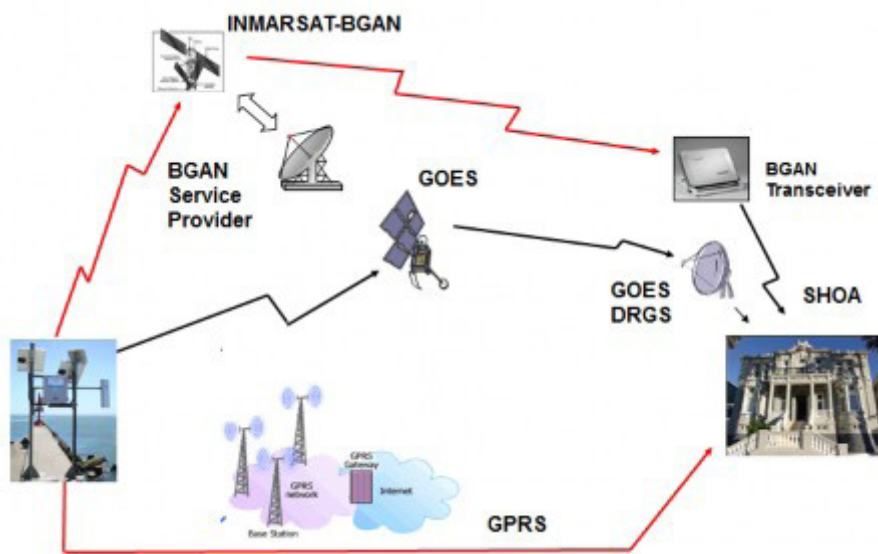 INMARSAT-BGAN
BGAN
Service
Provider
GOES
BGAN
Transceiver
GOES
DRGS
SHOA
GPRS
Gateway
GPRS
network
Internet
Base Station
GPRS